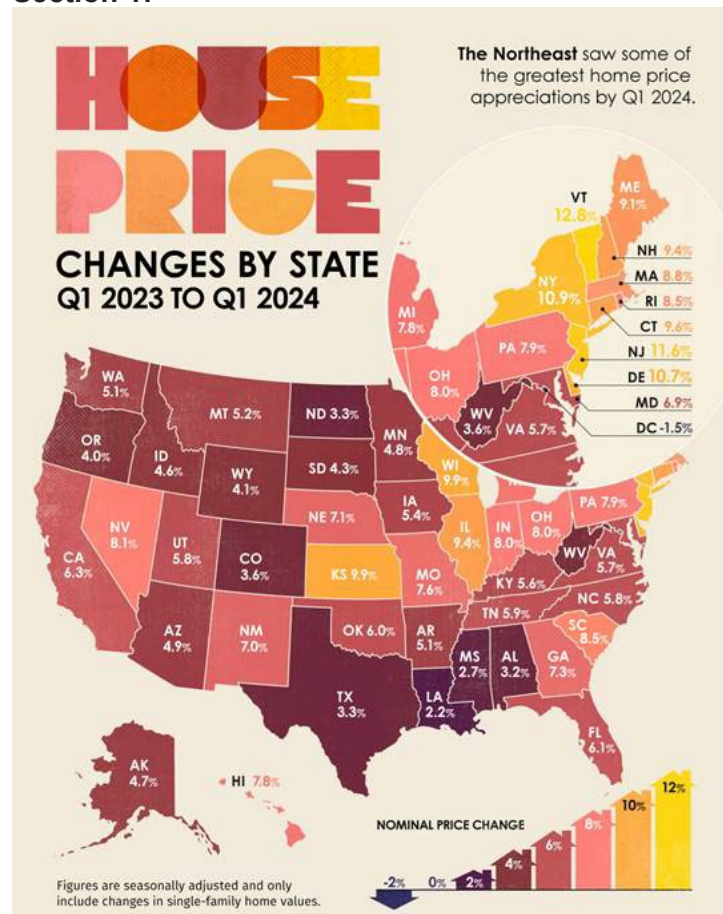 HOUSE
PRICE
CHANGES BY STATE
Q1 2023 TO Q1 2024
The Northeast saw some of
the greatest home price
appreciations by Q1 2024.
VT
12.8%
ME
9.1%
NH 9.4%
MA 8.8%
RI 8.5%
CT 9.6%
NJ 11.6%
DE 10.7%
MD 6.9%
DC -1.5%
NY
10.9%
MI
7.8%
PA 7.9%
OH
8.0%
WV
3.6%
VA 5.7%
WA
5.1%
MT 5.2%
ND 3.3%
MN
4.8%
OR
4.0%
ID
4.6%
WY
4.1%
SD 4.3%
WI
9.9%
IA
5.4%
NE 7.1%
NV
8.1%
UT
5.8%
CO
3.6%
CA
6.3%
KS 9.9%
MO
7.6%
IL
9.4%
IN
8.0%
OH
8.0%
PA 7.9%
WV
VA
5.7%
KY 5.6%
NC 5.8%
TN 5.9%
SC
8.5%
AZ
4.9%
NM
7.0%
OK 6.0%
AR
5.1%
MS
2.7%
AL
3.2%
GA
7.3%
TX
3.3%
LA
2.2%
FL
6.1%
AK
4.7%
HI 7.8%
NOMINAL PRICE CHANGE
-2%
0%
2%
4%
6%
8%
10%
12%
Figures are seasonally adjusted and only
include changes in single-family home values.